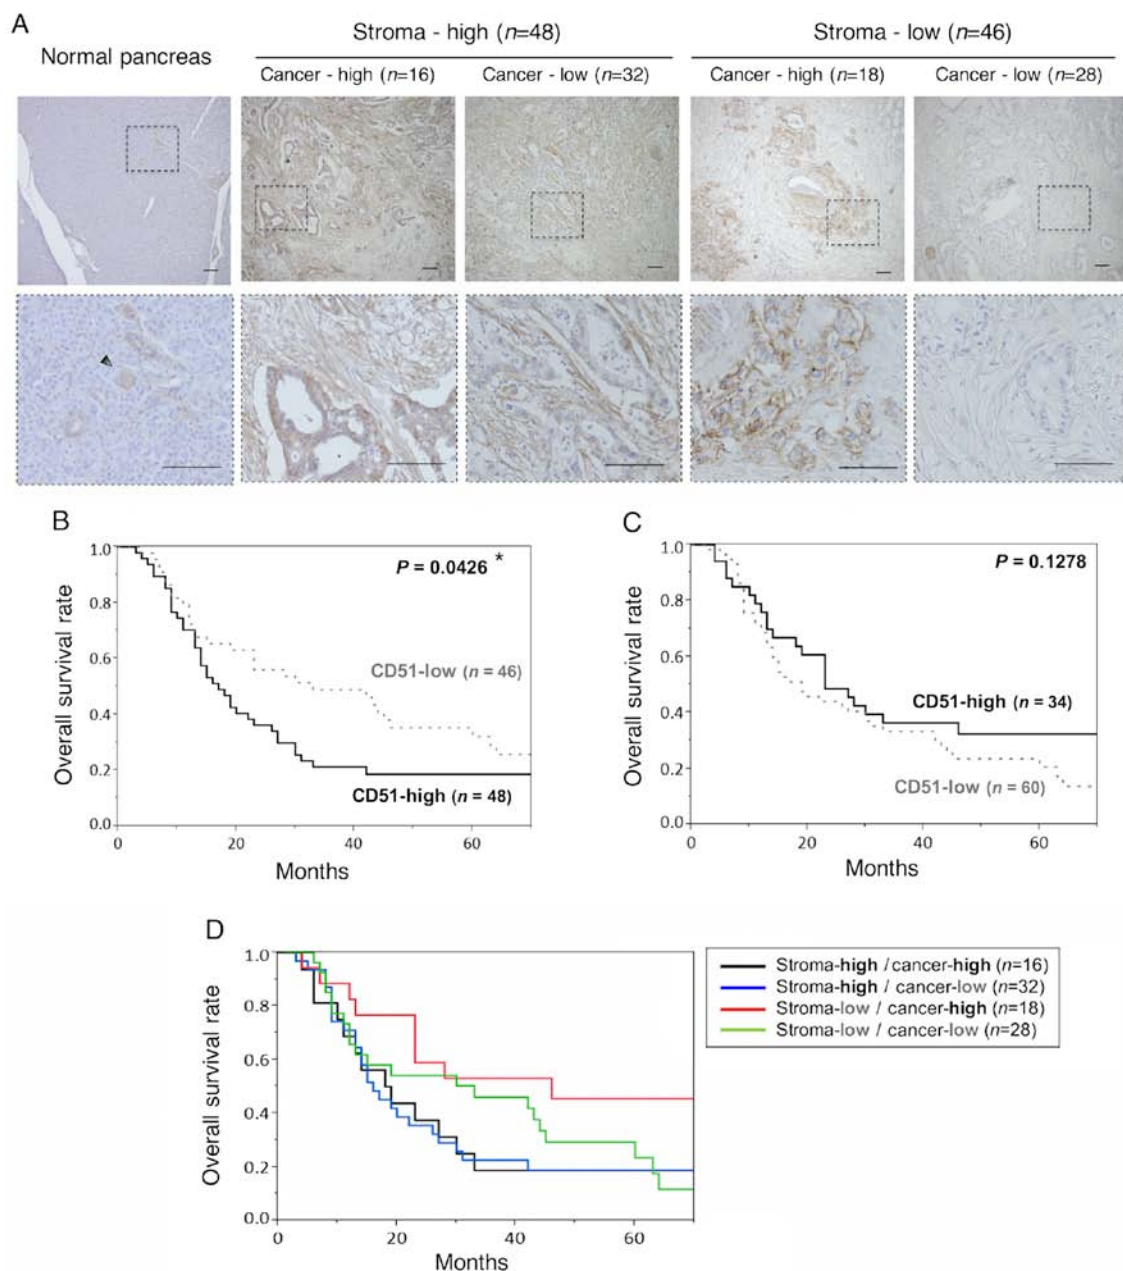 A
Normal pancreas
Stroma - high (n=48)
Stroma - low (n=46)
Cancer - high (n=16)
Cancer - low (n=32)
Cancer - high (n=18)
Cancer - low (n=28)
B
P = 0.0426 *
Overall survival rate
1.0
0.8
0.6
0.4
0.2
0.0
CD51-low (n = 46)
CD51-high (n = 48)
0
20
40
60
Months
C
P = 0.1278
Overall survival rate
1.0
0.8
0.6
0.4
0.2
0.0
CD51-high (n = 34)
CD51-low (n = 60)
0
20
40
60
Months
D
Overall survival rate
1.0
0.8
0.6
0.4
0.2
0.0
0
20
40
60
Months
Stroma-high / cancer-high (n=16)
Stroma-high / cancer-low (n=32)
Stroma-low / cancer-high (n=18)
Stroma-low / cancer-low (n=28)